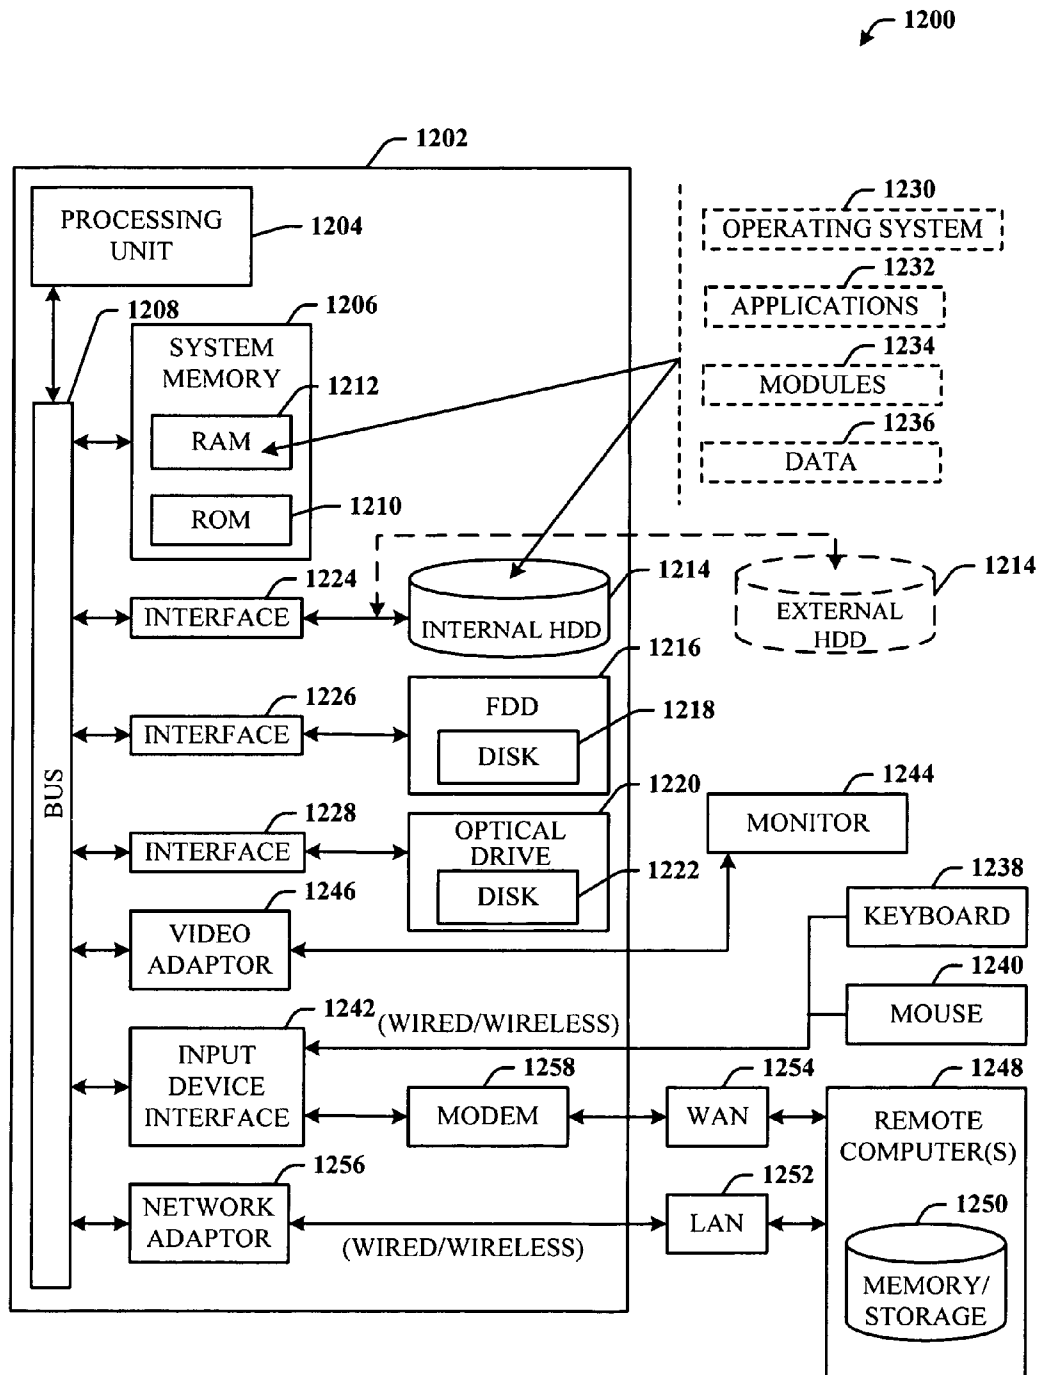 1200
1202
PROCESSING
UNIT
1204
1208
1206
SYSTEM
MEMORY
1212
RAM
1210
ROM
1230
OPERATING SYSTEM
1232
APPLICATIONS
1234
MODULES
1236
DATA
1224
INTERFACE
1214
INTERNAL HDD
1214
EXTERNAL
HDD
1216
FDD
1226
INTERFACE
1218
DISK
BUS
1220
OPTICAL
DRIVE
1228
INTERFACE
1222
DISK
1244
MONITOR
1246
VIDEO
ADAPTOR
1238
KEYBOARD
1240
MOUSE
1242
(WIRED/WIRELESS)
INPUT
DEVICE
INTERFACE
1258
MODEM
1254
WAN
1248
REMOTE
COMPUTER(S)
1256
NETWORK
ADAPTOR
(WIRED/WIRELESS)
1252
LAN
1250
MEMORY/
STORAGE